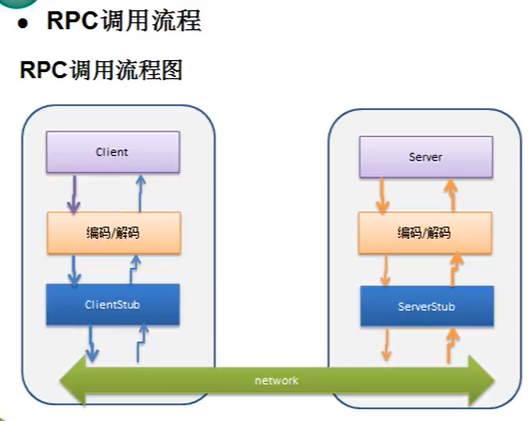 RPC调用流程
RPC调用流程图
Client
Server
编码/解码
编码/解码
ClientStub
ServerStub
network